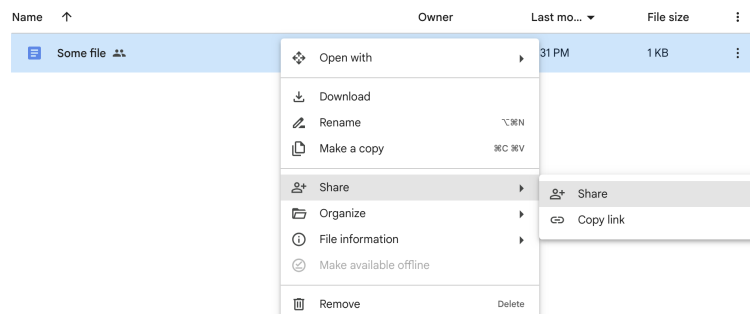 Name Owner Last mo... File size
Some file 31 PM 1 KB
Open with
Download
Rename ⌥⌘N
Make a copy ⌘C ⌘V
Share
Share
Organize
Copy link
File information
Make available offline
Remove Delete